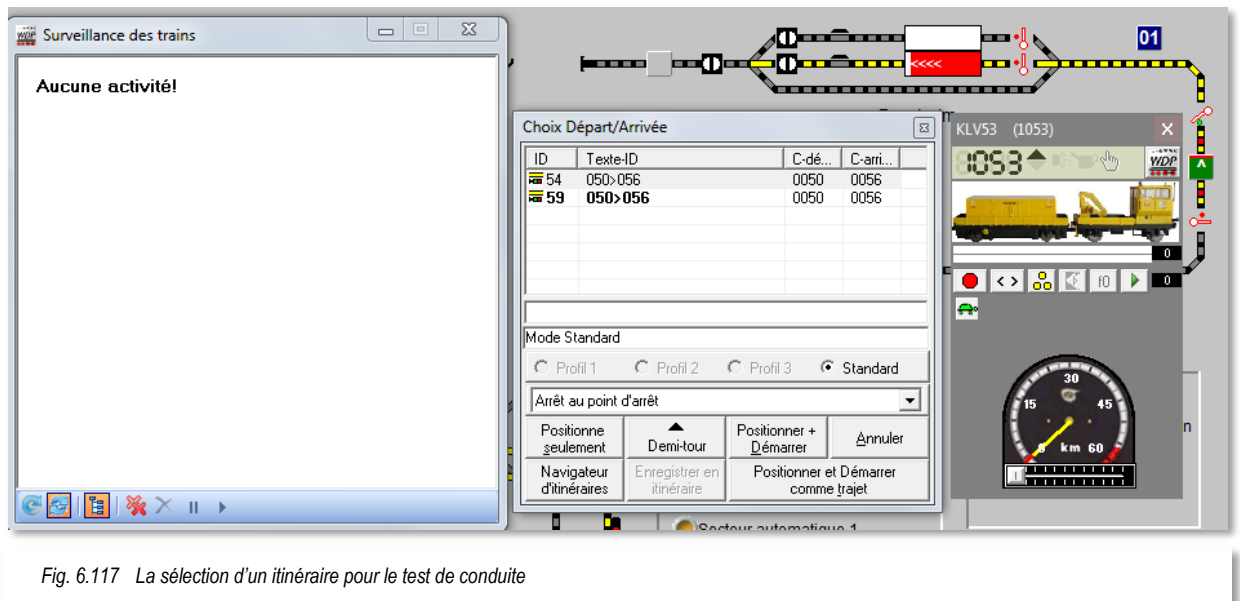 WDP Surveillance des trains
Aucune activité!
01
Choix Départ/Arrivée
ID Texte-ID C-dé... C-arri...
54 050>056 0050 0056
59 050>056 0050 0056
Mode Standard
Profil 1 Profil 2 Profil 3 Standard
Arrêt au point d'arrêt
Positionne seulement
Demi-tour
Positionner + Démarrer
Annuler
Navigateur d'itinéraires
Enregistrer en itinéraire
Positionner et Démarrer comme trajet
<<<<
KLV53 (1053)
1053
WDP
0
< >
f0
0
0 15 30 45 60
km
Secteur automatique 1
Fig. 6.117 La sélection d'un itinéraire pour le test de conduite